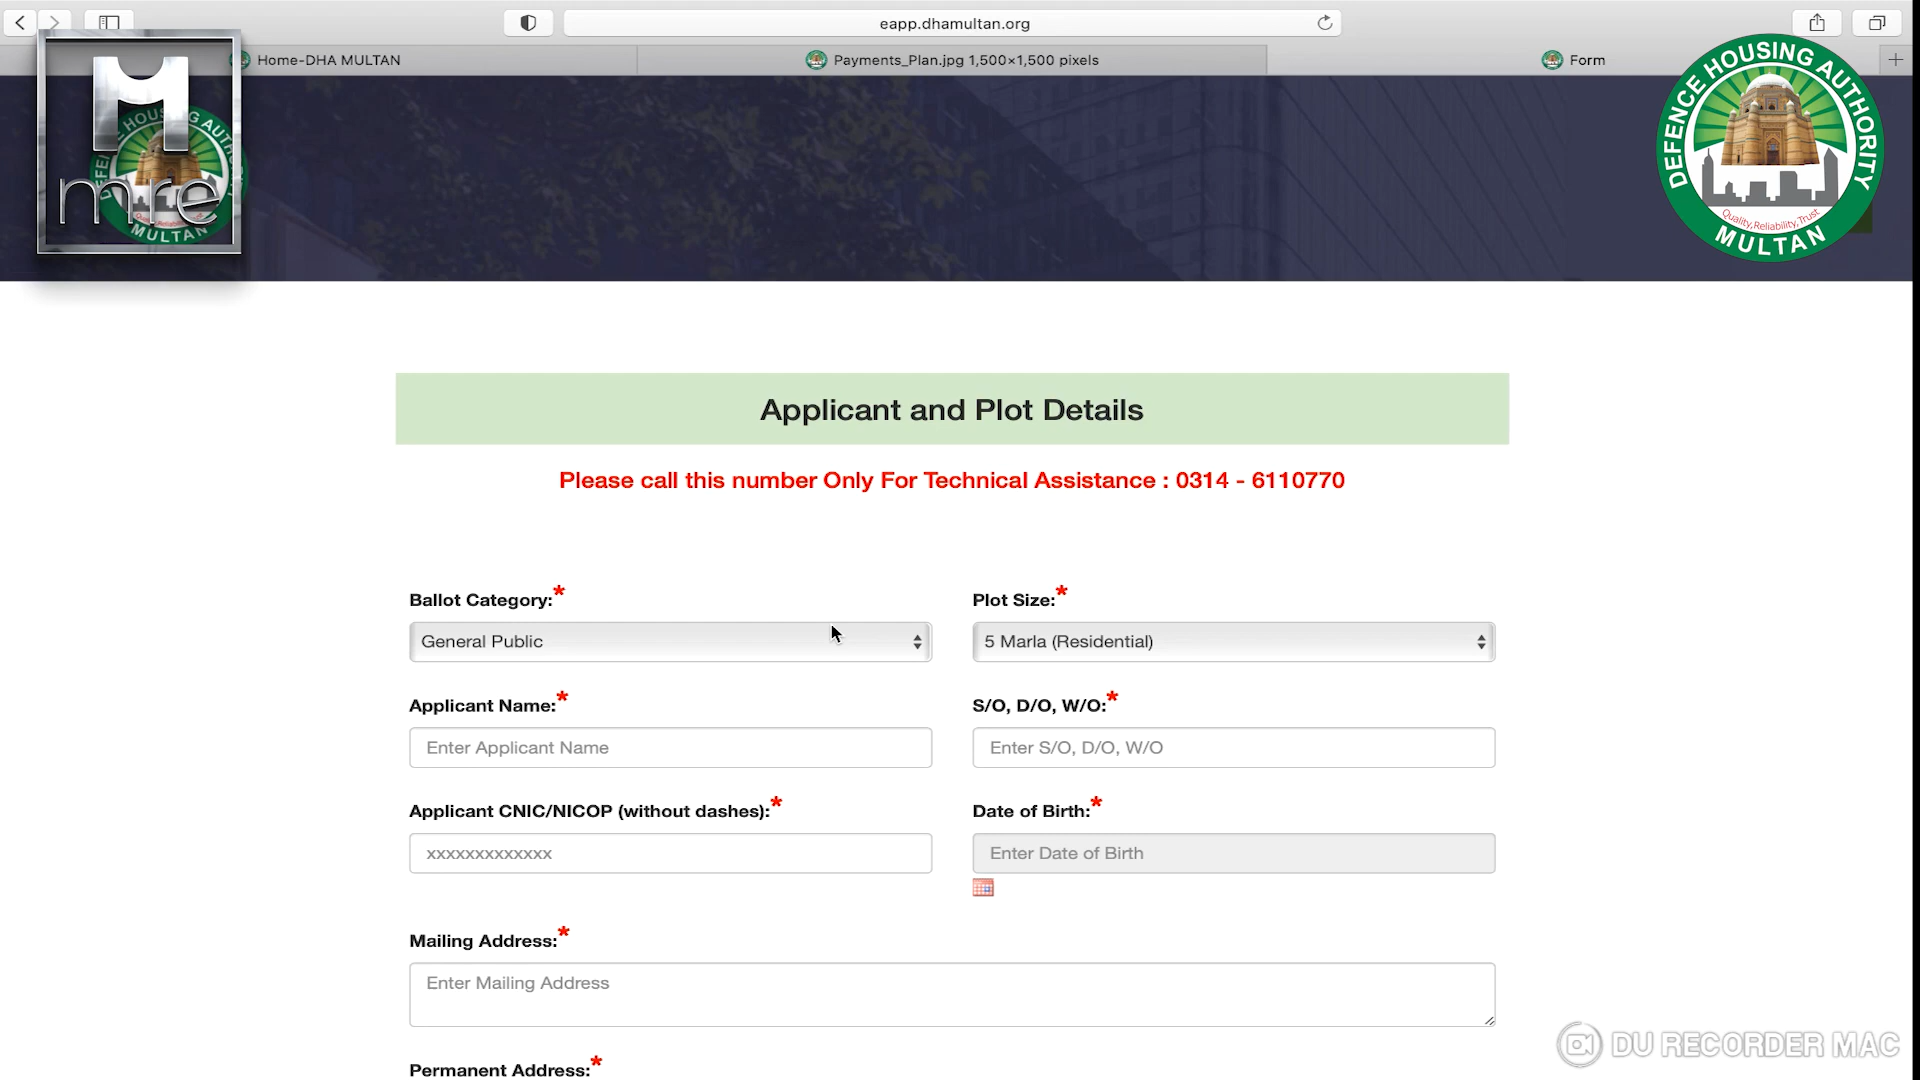 eapp.dhamultan.org
Home-DHA MULTAN
Payments_Plan.jpg 1,500×1,500 pixels
Form
mre
MULTAN
DEFENCE HOUSING AUTHORITY
Quality, Reliability, Trust
MULTAN
Applicant and Plot Details
Please call this number Only For Technical Assistance : 0314 - 6110770
Ballot Category:*
Plot Size:*
General Public
5 Marla (Residential)
Applicant Name:*
S/O, D/O, W/O:*
Enter Applicant Name
Enter S/O, D/O, W/O
Applicant CNIC/NICOP (without dashes):*
Date of Birth:*
xxxxxxxxxxxxx
Enter Date of Birth
Mailing Address:*
Enter Mailing Address
Permanent Address:*
DU RECORDER MAC